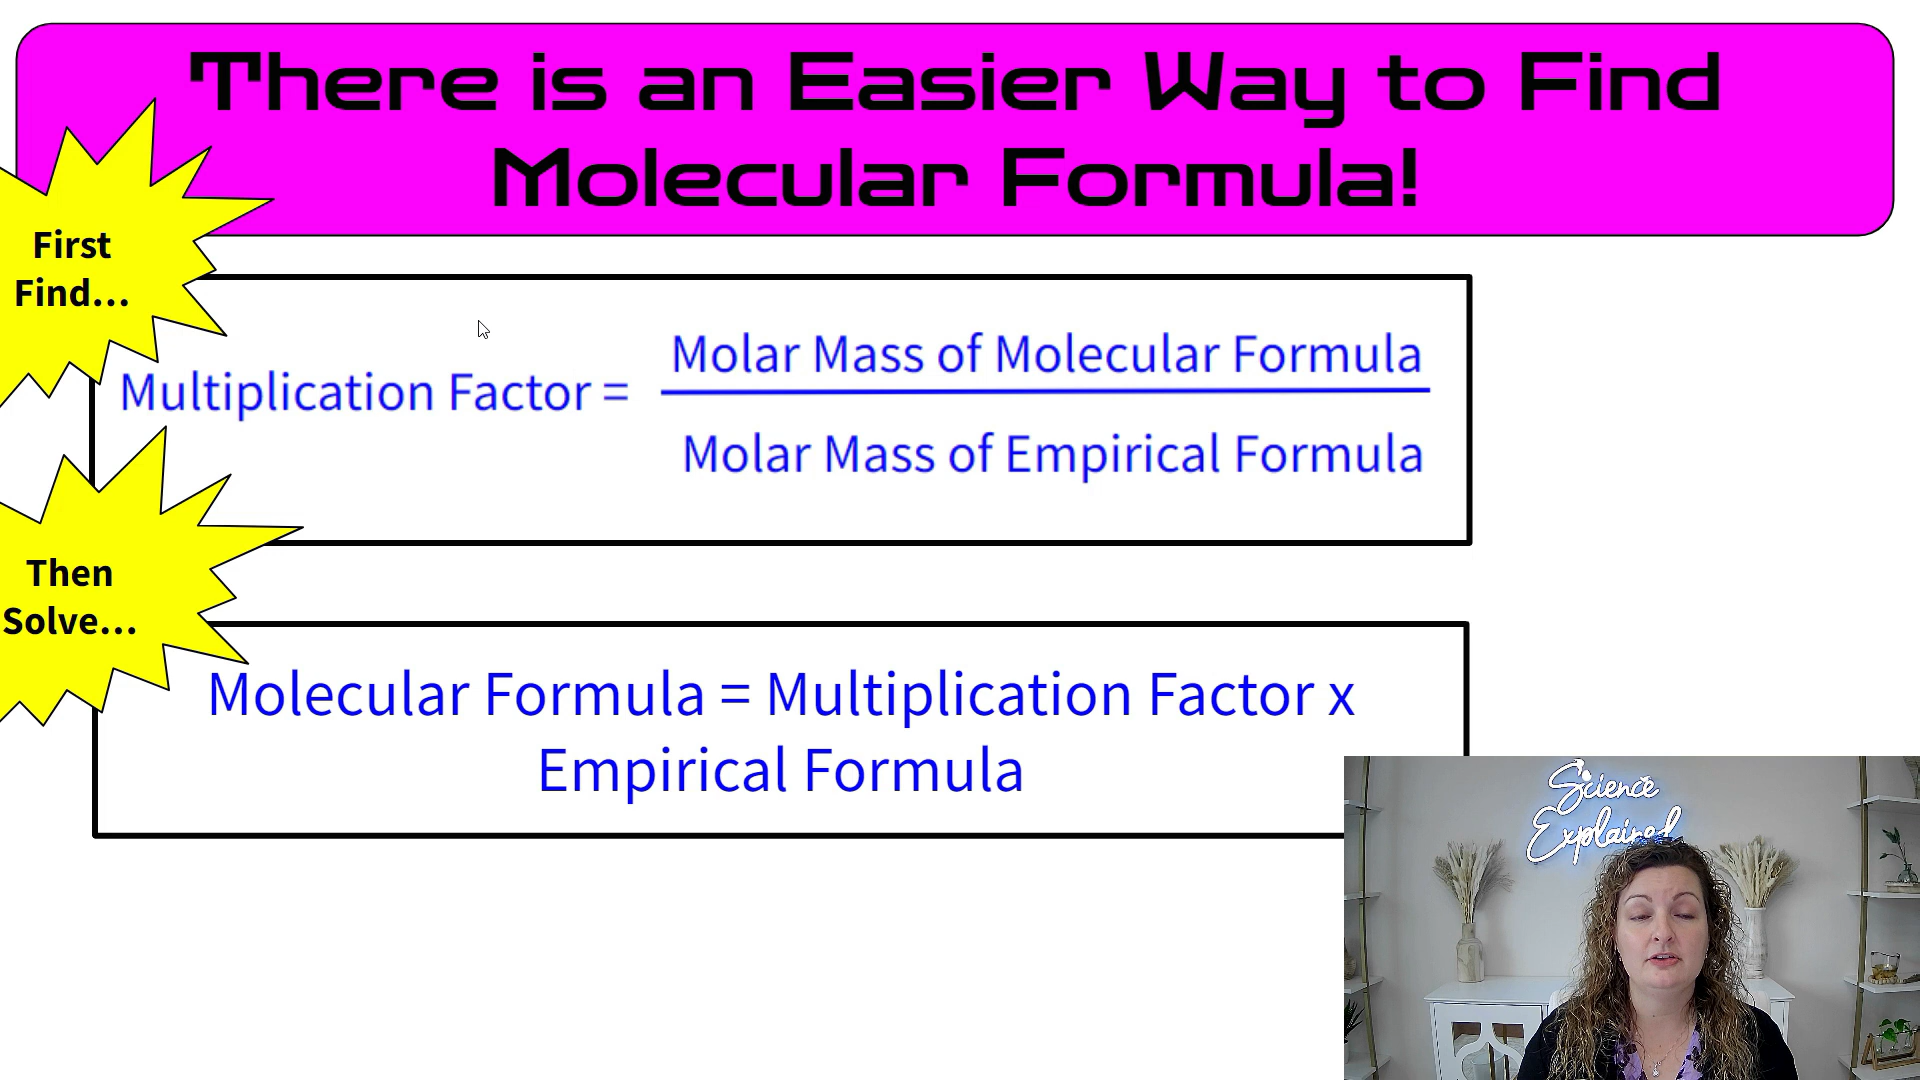 There is an Easier Way to Find
Molecular Formula!
First
Find...
Multiplication Factor =
Molar Mass of Molecular Formula
Molar Mass of Empirical Formula
Then
Solve...
Molecular Formula = Multiplication Factor x
Empirical Formula
Science
Explained